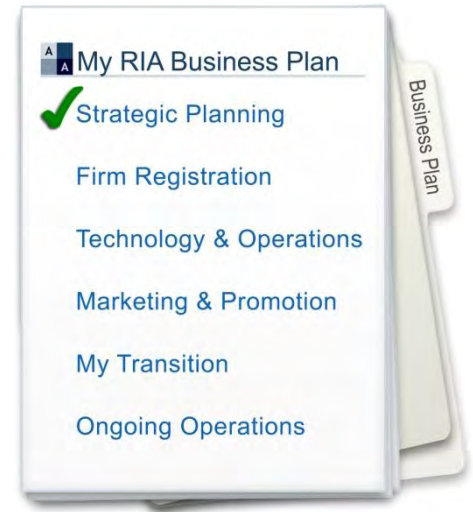 A
A
My RIA Business Plan
Strategic Planning
Firm Registration
Technology & Operations
Marketing & Promotion
My Transition
Ongoing Operations
Business Plan